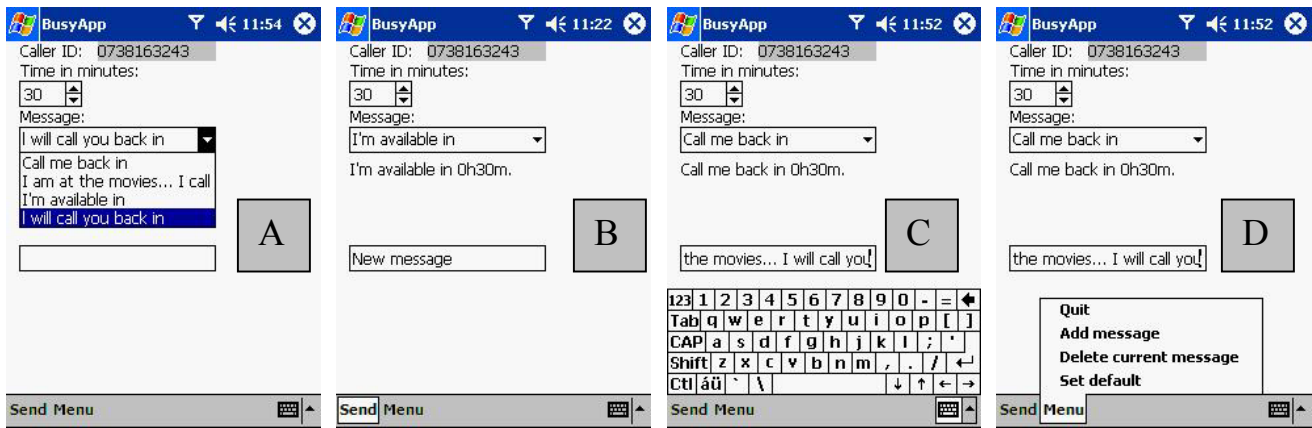 BusyApp 11:54
Caller ID: 0738163243
Time in minutes:
30
Message:
I will call you back in
Call me back in
I am at the movies... I call
I'm available in
I will call you back in
A
Send Menu
BusyApp 11:22
Caller ID: 0738163243
Time in minutes:
30
Message:
I'm available in
I'm available in 0h30m.
B
New message
Send Menu
BusyApp 11:52
Caller ID: 0738163243
Time in minutes:
30
Message:
Call me back in
Call me back in 0h30m.
C
the movies... I will call you
123 1 2 3 4 5 6 7 8 9 0 - =
Tab q w e r t y u i o p [ ]
CAP a s d f g h j k l ; '
Shift z x c v b n m , . /
Ctl áü ` \
Send Menu
BusyApp 11:52
Caller ID: 0738163243
Time in minutes:
30
Message:
Call me back in
Call me back in 0h30m.
D
the movies... I will call you
Quit
Add message
Delete current message
Set default
Send Menu